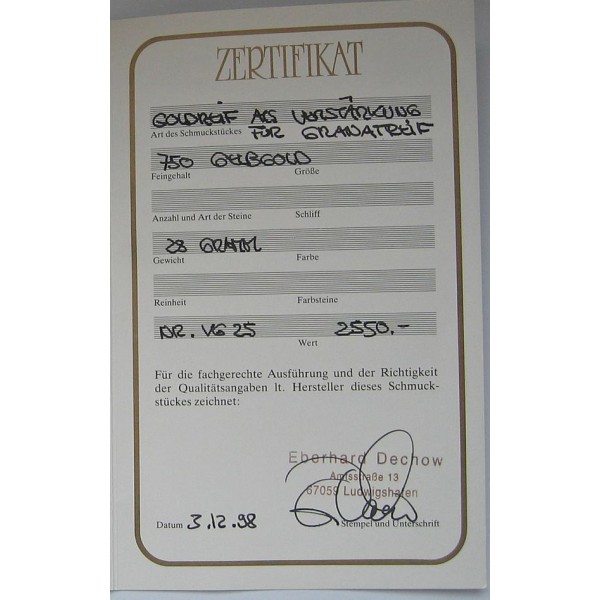 ZERTIFIKAT
GOLDREIF ALS VERSTÄRKUNG
Art des Schmuckstückes FÜR GRANATREIF
750 GELBGOLD
Feingehalt Größe
Anzahl und Art der Steine Schliff
28 GRAMM
Gewicht Farbe
Reinheit Farbsteine
NR. VG 25 2550.-
Wert
Für die fachgerechte Ausführung und der Richtigkeit
der Qualitätsangaben lt. Hersteller dieses Schmuck-
stückes zeichnet:
Eberhard Dechow
Amtsstraße 13
67059 Ludwigshafen
Datum 3.12.98 Stempel und Unterschrift